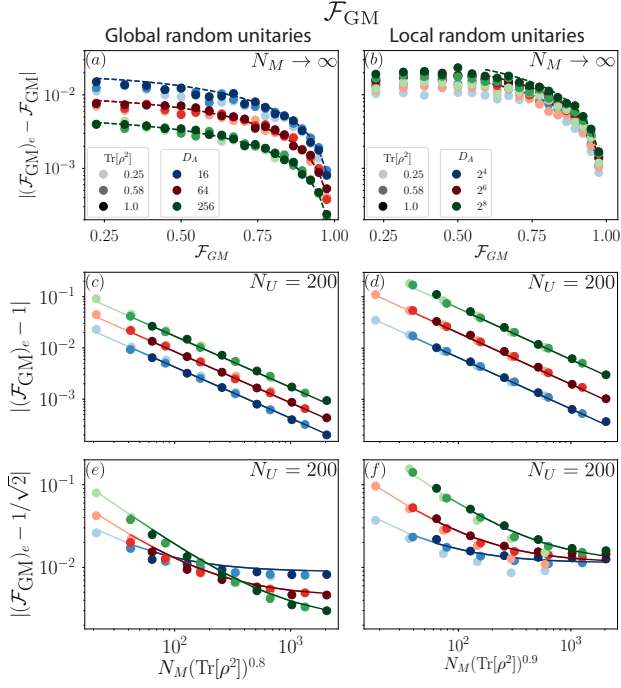 𝓕_GM
Global random unitaries
Local random unitaries
(a)
N_M → ∞
(b)
N_M → ∞
|(𝓕_GM)_e − 𝓕_GM|
10^−2
10^−3
Tr[ρ^2]
0.25
0.58
1.0
D_A
16
64
256
Tr[ρ^2]
0.25
0.58
1.0
D_A
2^4
2^6
2^8
0.25 0.50 0.75 1.00
0.25 0.50 0.75 1.00
𝓕_GM
𝓕_GM
(c)
N_U = 200
(d)
N_U = 200
|(𝓕_GM)_e − 1|
10^−1
10^−2
10^−3
(e)
N_U = 200
(f)
N_U = 200
|(𝓕_GM)_e − 1/√2|
10^−1
10^−2
10^2 10^3
10^2 10^3
N_M(Tr[ρ^2])^0.8
N_M(Tr[ρ^2])^0.9